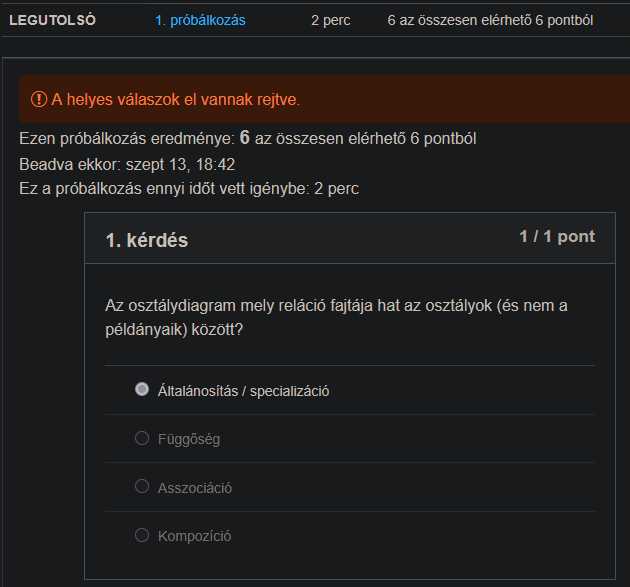 LEGUTOLSÓ 1. próbálkozás 2 perc 6 az összesen elérhető 6 pontból
A helyes válaszok el vannak rejtve.
Ezen próbálkozás eredménye: 6 az összesen elérhető 6 pontból
Beadva ekkor: szept 13, 18:42
Ez a próbálkozás ennyi időt vett igénybe: 2 perc
1. kérdés 1 / 1 pont
Az osztálydiagram mely reláció fajtája hat az osztályok (és nem a
példányaik) között?
Általánosítás / specializáció
Függőség
Asszociáció
Kompozíció